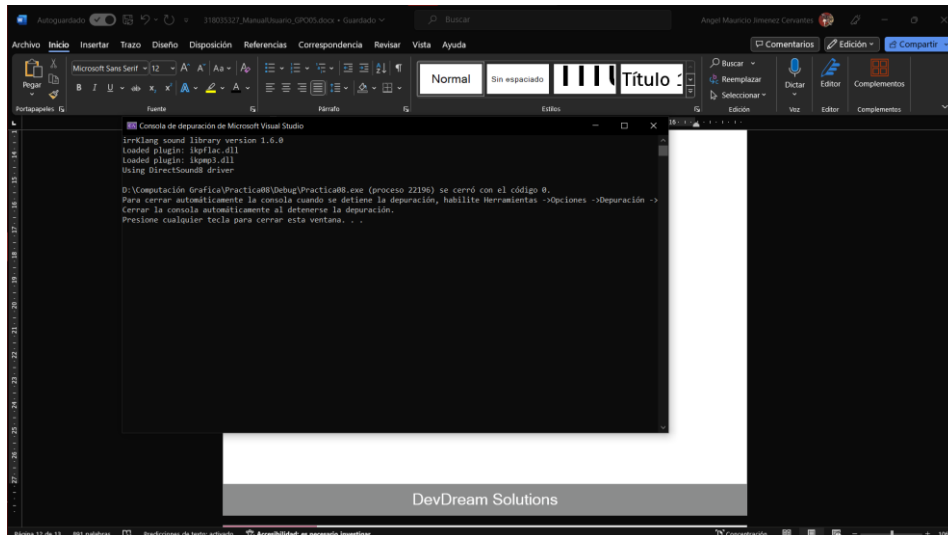 Autoguardado
318035327_ManualUsuario_GPO05.docx • Guardado
Buscar
Angel Mauricio Jimenez Cervantes
Archivo Inicio Insertar Trazo Diseño Disposición Referencias Correspondencia Revisar Vista Ayuda
Comentarios Edición Compartir
Pegar
Microsoft Sans Serif 12
Normal
Sin espaciado
Título
Buscar
Reemplazar
Seleccionar
Dictar
Editor
Complementos
Portapapeles Fuente Párrafo Estilos Edición Voz Editor Complementos
Consola de depuración de Microsoft Visual Studio
irrKlang sound library version 1.6.0
Loaded plugin: ikpflac.dll
Loaded plugin: ikpmp3.dll
Using DirectSound8 driver
D:\Computación Grafica\Practica08\Debug\Practica08.exe (proceso 22196) se cerró con el código 0.
Para cerrar automáticamente la consola cuando se detiene la depuración, habilite Herramientas ->Opciones ->Depuración ->
Cerrar la consola automáticamente al detenerse la depuración.
Presione cualquier tecla para cerrar esta ventana. . .
DevDream Solutions
Página 12 de 13 891 palabras Predicciones de texto: activado Accesibilidad: es necesario investigar
Concentración